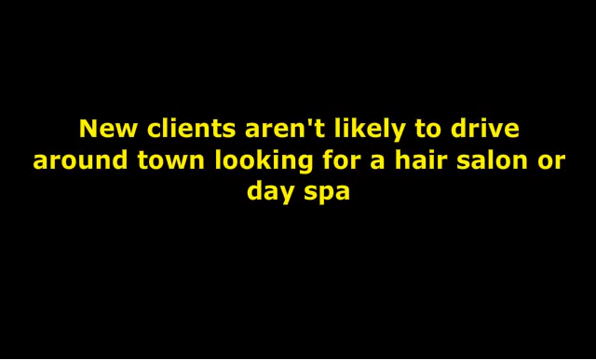 New clients aren't likely to drive
around town looking for a hair salon or
day spa